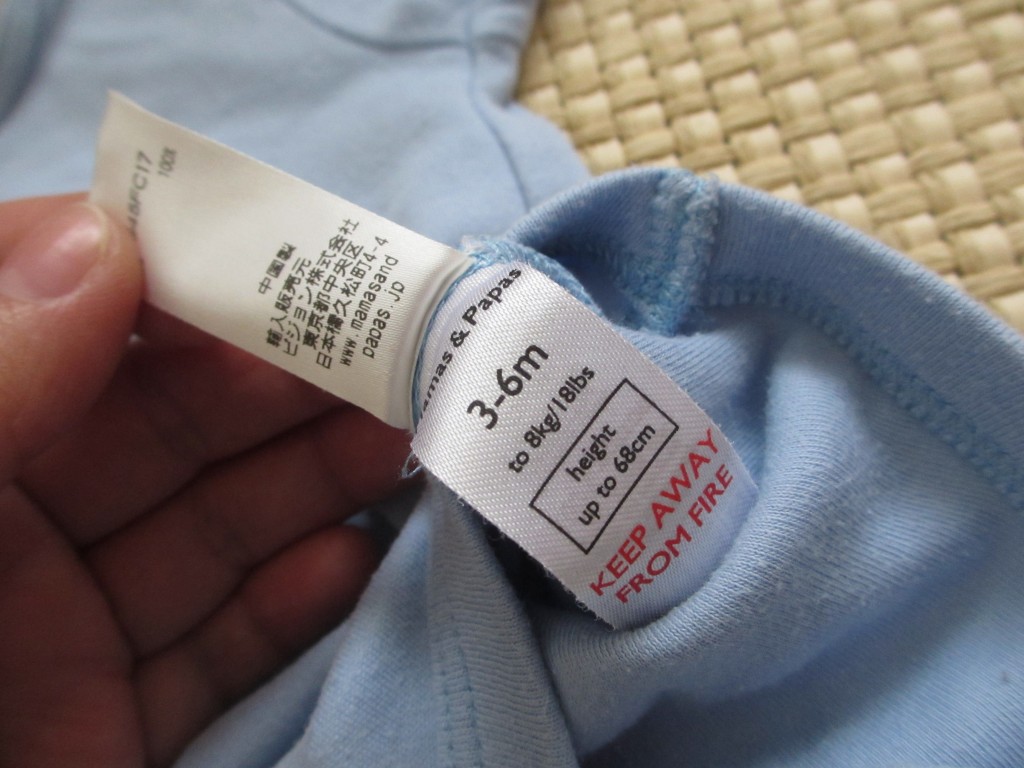 100X
中国製
輸入販売元
ピジョン株式会社
東京都中央区
日本橋久松町4-4
www.mamasand
papas.jp
& Papas
3-6m
to 8kg/18lbs
height
up to 68cm
KEEP AWAY
FROM FIRE